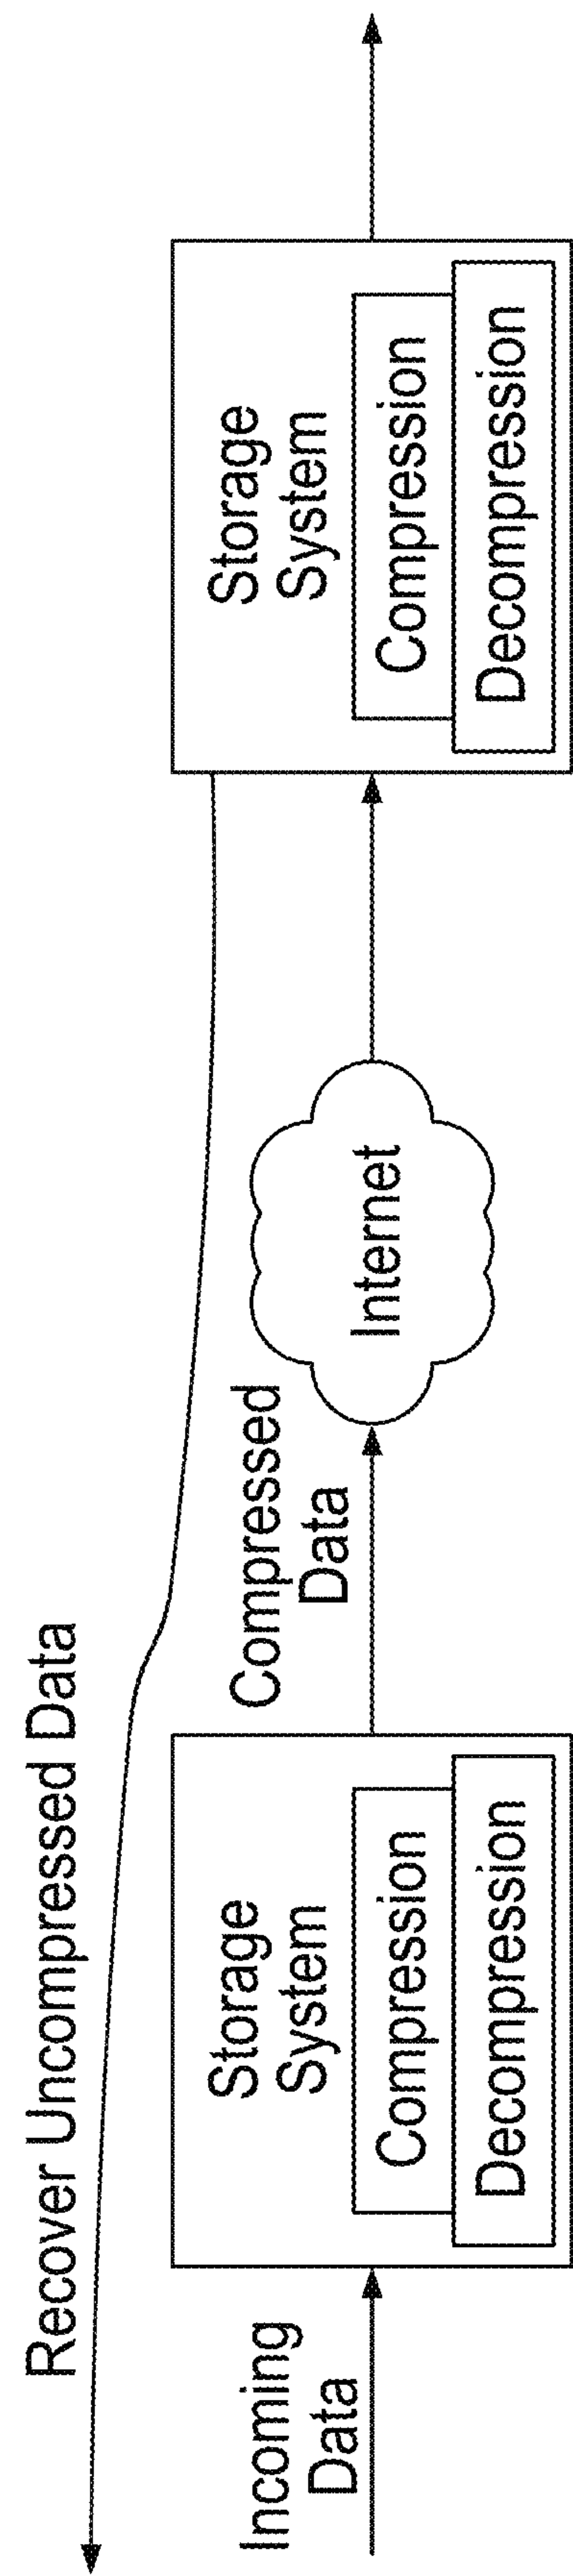 Recover Uncompressed Data
Incoming
Data
Storage
System
Compression
Decompression
Compressed
Data
Internet
Storage
System
Compression
Decompression